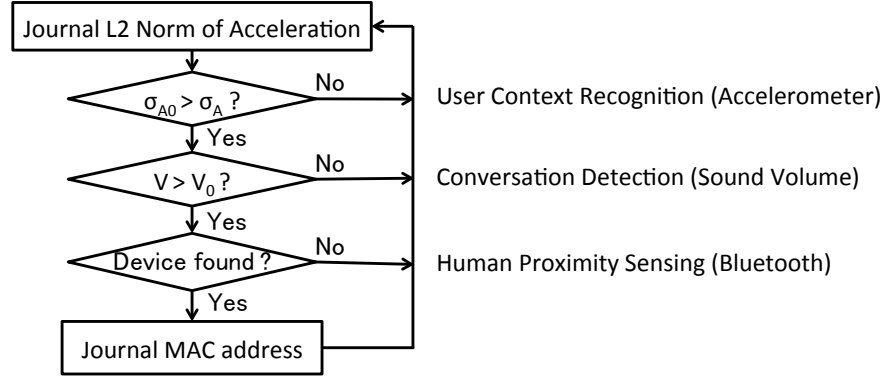 Journal L2 Norm of Acceleration
No
σA0 > σA ?
User Context Recognition (Accelerometer)
Yes
No
V > V0 ?
Conversation Detection (Sound Volume)
Yes
No
Device found ?
Human Proximity Sensing (Bluetooth)
Yes
Journal MAC address